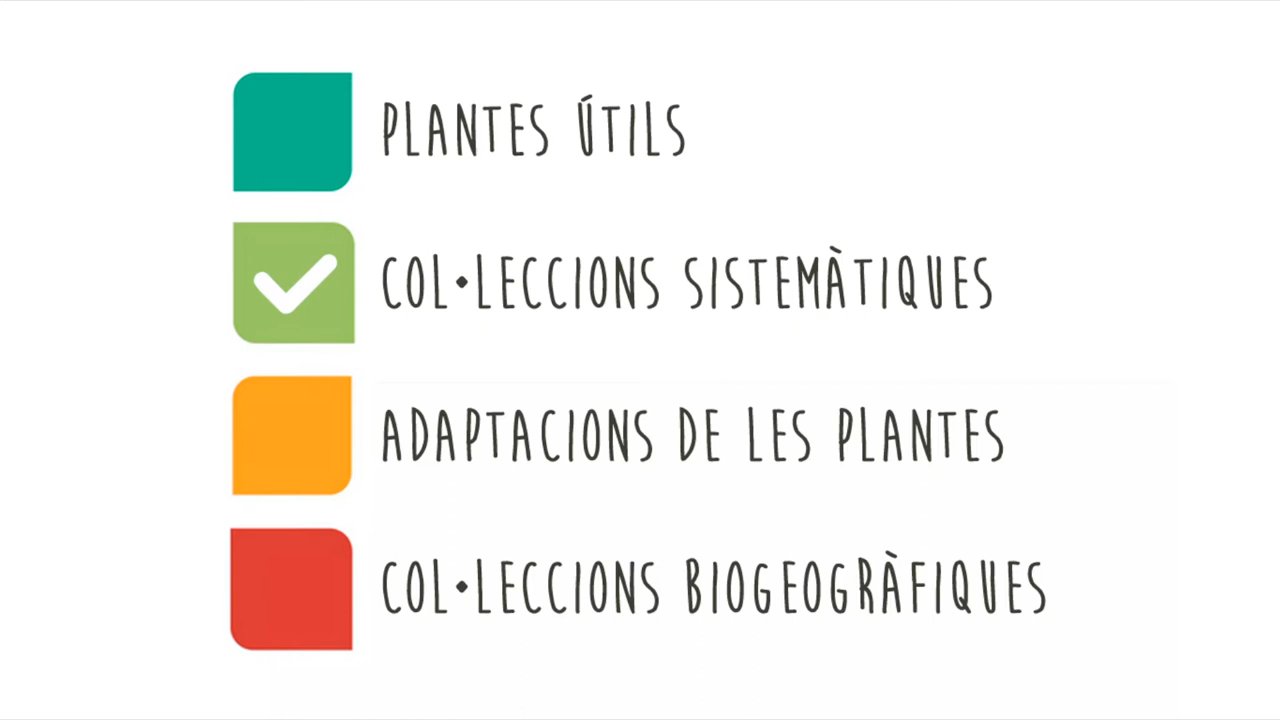 PLANTES ÚTILS
COL·LECCIONS SISTEMÀTIQUES
ADAPTACIONS DE LES PLANTES
COL·LECCIONS BIOGEOGRÀFIQUES